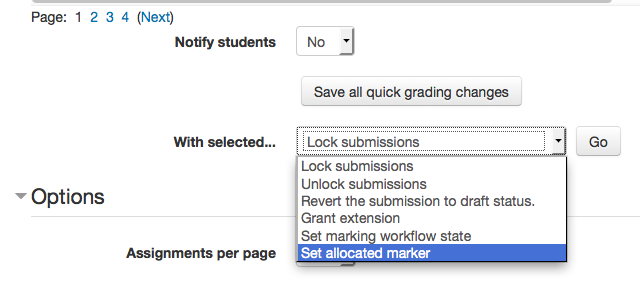 Page: 1 2 3 4 (Next)
Notify students No
Save all quick grading changes
With selected... Lock submissions Go
Lock submissions
Unlock submissions
Revert the submission to draft status.
Grant extension
Set marking workflow state
Set allocated marker
Options
Assignments per page